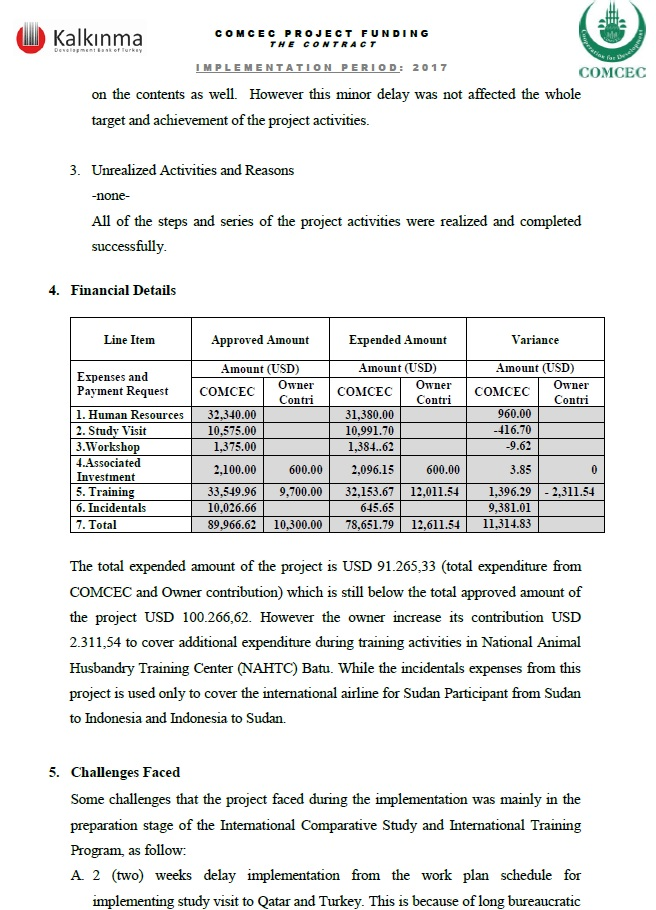 Kalkınma
Development Bank of Turkey
COMCEC PROJECT FUNDING
THE CONTRACT
IMPLEMENTATION PERIOD: 2017
Cooperation for Development
COMCEC
on the contents as well. However this minor delay was not affected the whole
target and achievement of the project activities.
3. Unrealized Activities and Reasons
-none-
All of the steps and series of the project activities were realized and completed
successfully.
4. Financial Details
Line Item Approved Amount Expended Amount Variance
Expenses and Payment Request Amount (USD) Amount (USD) Amount (USD)
COMCEC Owner Contri COMCEC Owner Contri COMCEC Owner Contri
1. Human Resources 32,340.00 31,380.00 960.00
2. Study Visit 10,575.00 10,991.70 -416.70
3.Workshop 1,375.00 1,384..62 -9.62
4.Associated Investment 2,100.00 600.00 2,096.15 600.00 3.85 0
5. Training 33,549.96 9,700.00 32,153.67 12,011.54 1,396.29 - 2,311.54
6. Incidentals 10,026.66 645.65 9,381.01
7. Total 89,966.62 10,300.00 78,651.79 12,611.54 11,314.83
The total expended amount of the project is USD 91.265,33 (total expenditure from
COMCEC and Owner contribution) which is still below the total approved amount of
the project USD 100.266,62. However the owner increase its contribution USD
2.311,54 to cover additional expenditure during training activities in National Animal
Husbandry Training Center (NAHTC) Batu. While the incidentals expenses from this
project is used only to cover the international airline for Sudan Participant from Sudan
to Indonesia and Indonesia to Sudan.
5. Challenges Faced
Some challenges that the project faced during the implementation was mainly in the
preparation stage of the International Comparative Study and International Training
Program, as follow:
A. 2 (two) weeks delay implementation from the work plan schedule for
implementing study visit to Qatar and Turkey. This is because of long bureaucratic